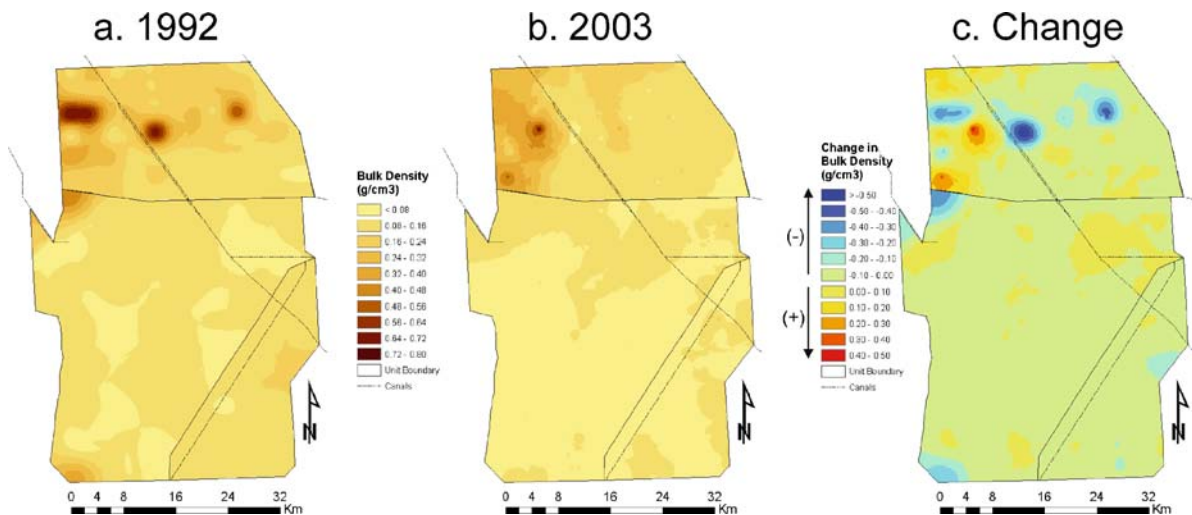 a. 1992
b. 2003
c. Change
Bulk Density
(g/cm3)
< 0.08
0.08 - 0.16
0.16 - 0.24
0.24 - 0.32
0.32 - 0.40
0.40 - 0.48
0.48 - 0.56
0.56 - 0.64
0.64 - 0.72
0.72 - 0.80
Unit Boundary
Canals
Change in
Bulk Density
(g/cm3)
> -0.50
-0.50 - -0.40
-0.40 - -0.30
-0.30 - -0.20
-0.20 - -0.10
-0.10 - 0.00
0.00 - 0.10
0.10 - 0.20
0.20 - 0.30
0.30 - 0.40
0.40 - 0.50
Unit Boundary
Canals
(-)
(+)
N
N
N
0 4 8 16 24 32
Km
0 4 8 16 24 32
Km
0 4 8 16 24 32
Km